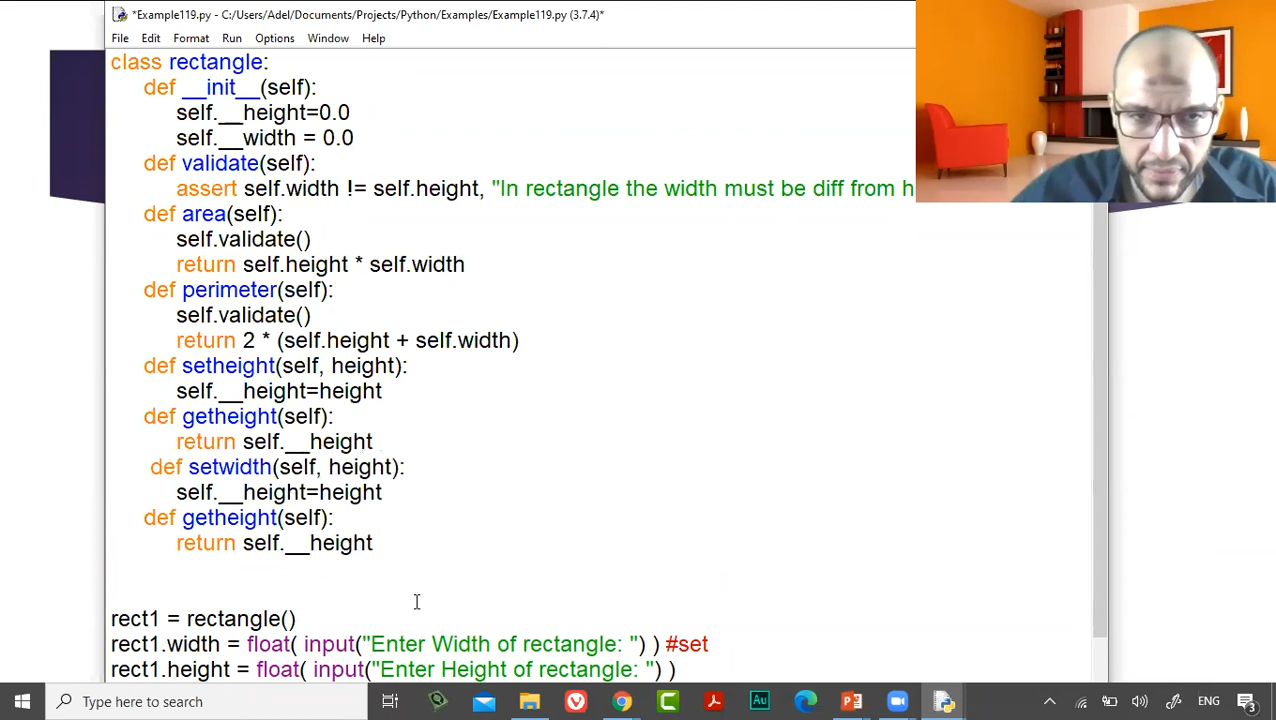 *Example119.py - C:/Users/Adel/Documents/Projects/Python/Examples/Example119.py (3.7.4)*
File Edit Format Run Options Window Help
class rectangle:
def __init__(self):
self.__height=0.0
self.__width = 0.0
def validate(self):
assert self.width != self.height, "In rectangle the width must be diff from h
def area(self):
self.validate()
return self.height * self.width
def perimeter(self):
self.validate()
return 2 * (self.height + self.width)
def setheight(self, height):
self.__height=height
def getheight(self):
return self.__height
def setwidth(self, height):
self.__height=height
def getheight(self):
return self.__height
rect1 = rectangle()
rect1.width = float( input("Enter Width of rectangle: ") ) #set
rect1.height = float( input("Enter Height of rectangle: ") )
Type here to search
ENG
3